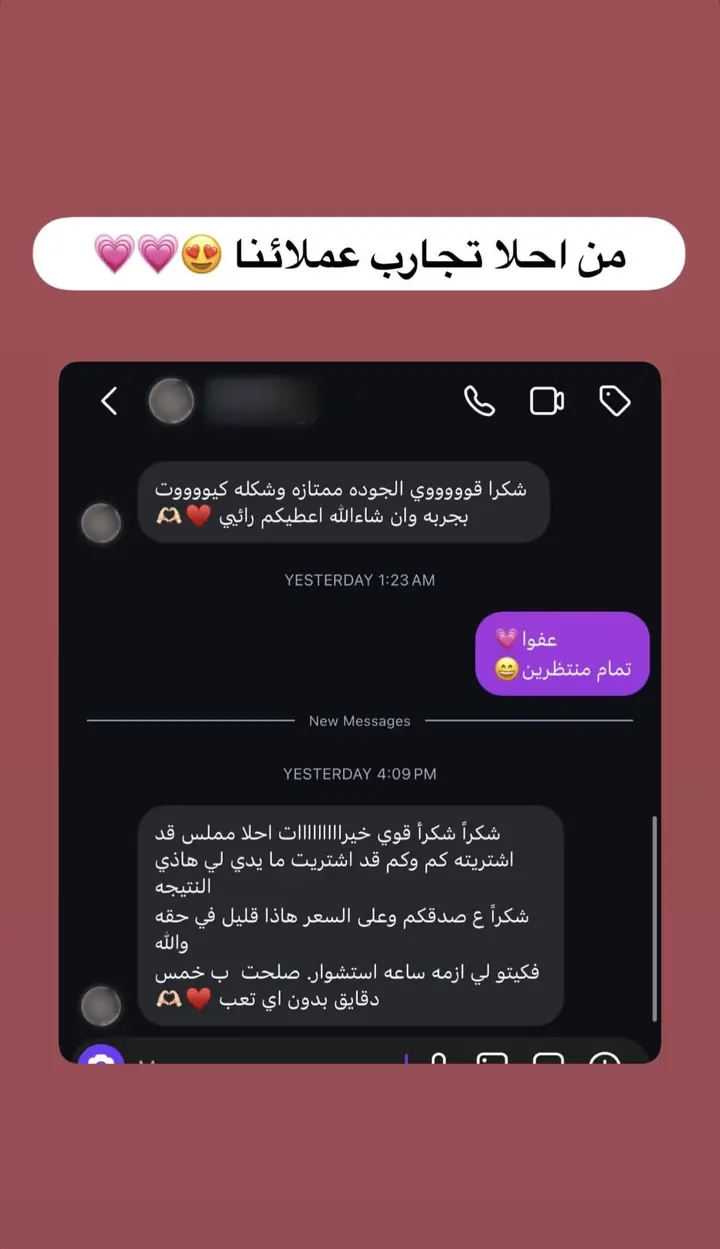 من احلا تجارب عملائنا 😍💗💗
شكرا قوووووي الجوده ممتازه وشكله كيوووووت
بجربه وان شاءالله اعطيكم رائيي ❤️🫶🏻
YESTERDAY 1:23 AM
عفوا💗
تمام منتظرين😄
New Messages
YESTERDAY 4:09 PM
شكراً شكرأ قوي خيراااااااااات احلا مملس قد
اشتريته كم وكم قد اشتريت ما يدي لي هاذي
النتيجه
شكراً ع صدقكم وعلى السعر هاذا قليل في حقه
والله
فكيتو لي ازمه ساعه استشوار. صلحت  ب خمس
دقايق بدون اي تعب ❤️🫶🏻